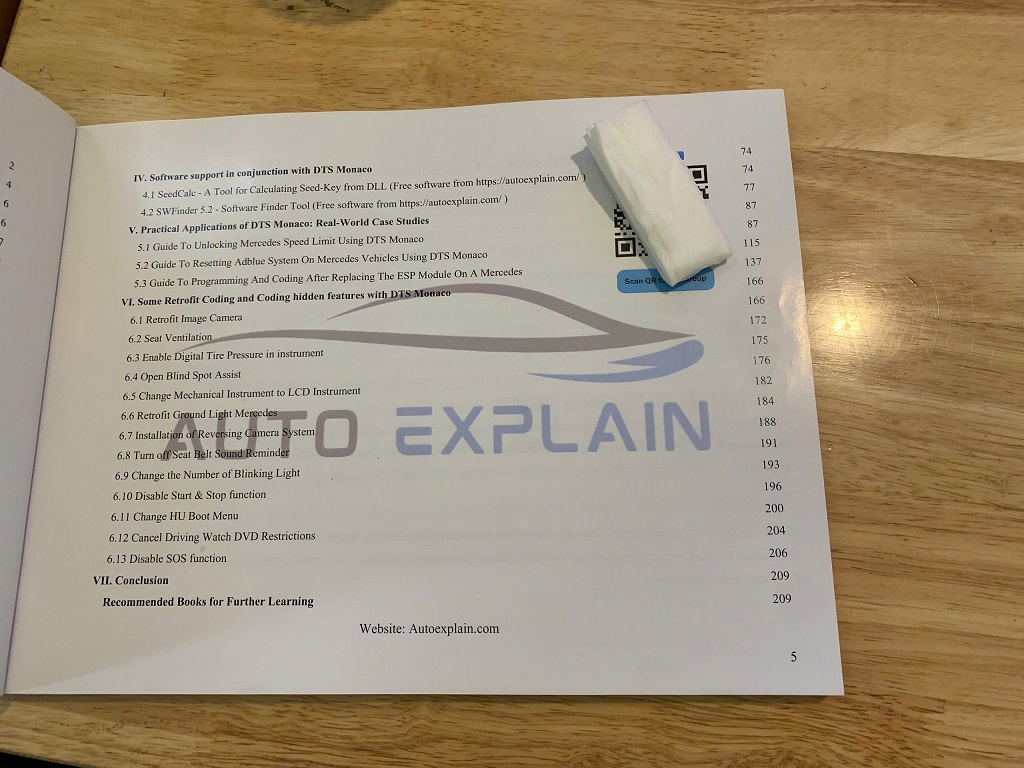 2
4
6
6
7
IV. Software support in conjunction with DTS Monaco 74
4.1 SeedCalc - A Tool for Calculating Seed-Key from DLL (Free software from https://autoexplain.com/ ) 74
4.2 SWFinder 5.2 - Software Finder Tool (Free software from https://autoexplain.com/ ) 77
V. Practical Applications of DTS Monaco: Real-World Case Studies 87
5.1 Guide To Unlocking Mercedes Speed Limit Using DTS Monaco 87
5.2 Guide To Resetting Adblue System On Mercedes Vehicles Using DTS Monaco 115
5.3 Guide To Programming And Coding After Replacing The ESP Module On A Mercedes 137
Scan QR
VI. Some Retrofit Coding and Coding hidden features with DTS Monaco 166
6.1 Retrofit Image Camera 166
6.2 Seat Ventilation 172
6.3 Enable Digital Tire Pressure in instrument 175
6.4 Open Blind Spot Assist 176
6.5 Change Mechanical Instrument to LCD Instrument 182
6.6 Retrofit Ground Light Mercedes 184
6.7 Installation of Reversing Camera System 188
AUTO EXPLAIN
6.8 Turn off Seat Belt Sound Reminder 191
6.9 Change the Number of Blinking Light 193
6.10 Disable Start & Stop function 196
6.11 Change HU Boot Menu 200
6.12 Cancel Driving Watch DVD Restrictions 204
6.13 Disable SOS function 206
VII. Conclusion 209
Recommended Books for Further Learning 209
Website: Autoexplain.com
5